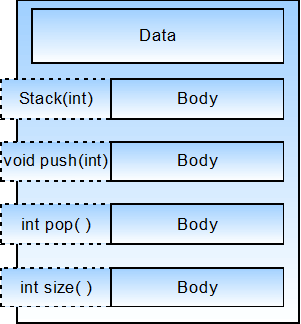 Data
Stack(int) Body
void push(int) Body
int pop( ) Body
int size( ) Body